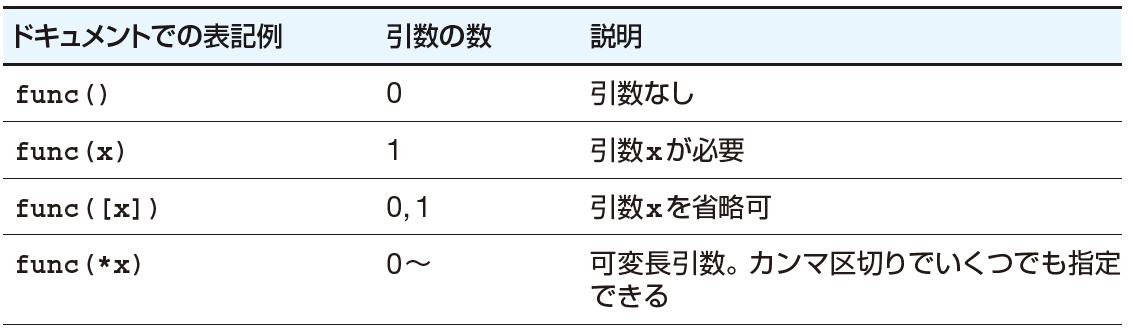 ドキュメントでの表記例 引数の数 説明
func() 0 引数なし
func(x) 1 引数xが必要
func([x]) 0, 1 引数xを省略可
func(*x) 0〜 可変長引数。カンマ区切りでいくつでも指定
できる